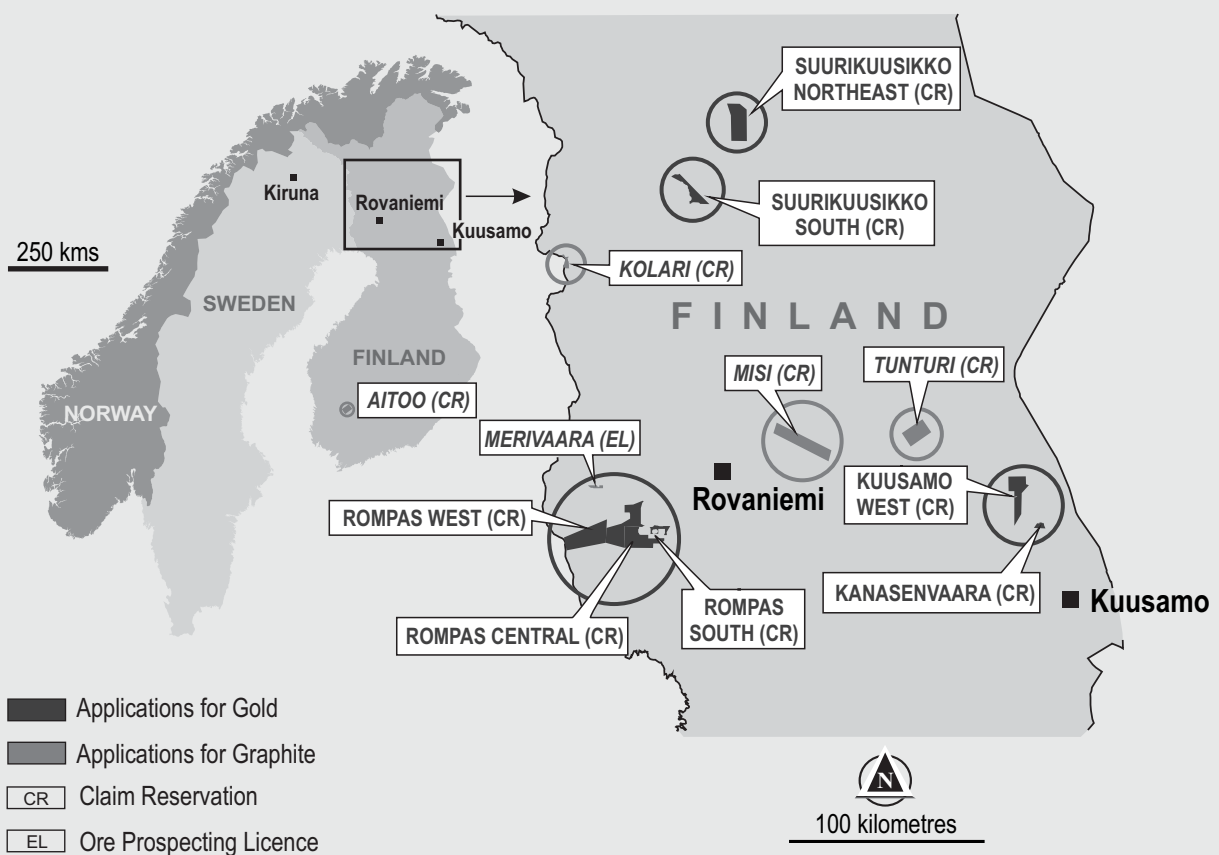 SUURIKUUSIKKO
NORTHEAST (CR)
Kiruna
Rovaniemi
Kuusamo
SUURIKUUSIKKO
SOUTH (CR)
250 kms
KOLARI (CR)
SWEDEN
FINLAND
FINLAND
MISI (CR)
TUNTURI (CR)
AITOO (CR)
NORWAY
MERIVAARA (EL)
Rovaniemi
KUUSAMO
WEST (CR)
ROMPAS WEST (CR)
KANASENVAARA (CR)
Kuusamo
ROMPAS
SOUTH (CR)
ROMPAS CENTRAL (CR)
Applications for Gold
Applications for Graphite
CR Claim Reservation
EL Ore Prospecting Licence
N
100 kilometres